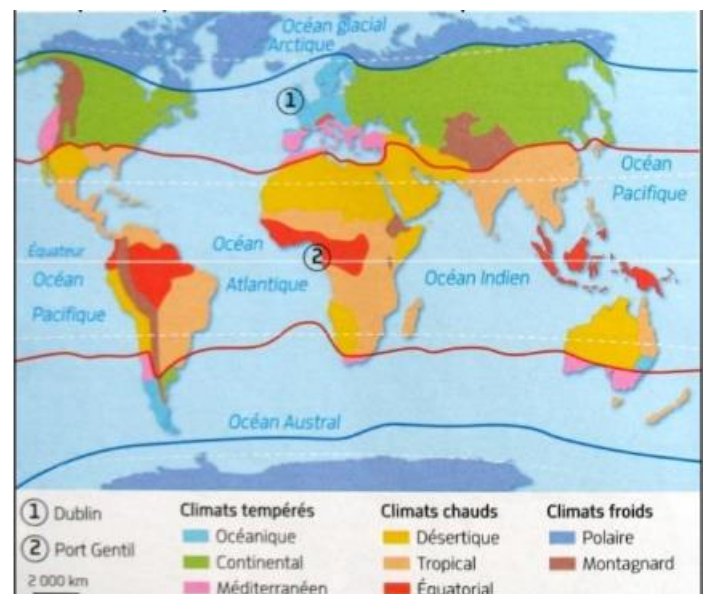 Océan glacial
Arctique
1
Océan
Pacifique
Équateur
Océan
2
Océan
Atlantique
Océan Indien
Pacifique
Océan Austral
1 Dublin
2 Port Gentil
2 000 km
Climats tempérés
Océanique
Continental
Méditerranéen
Climats chauds
Désertique
Tropical
Équatorial
Climats froids
Polaire
Montagnard